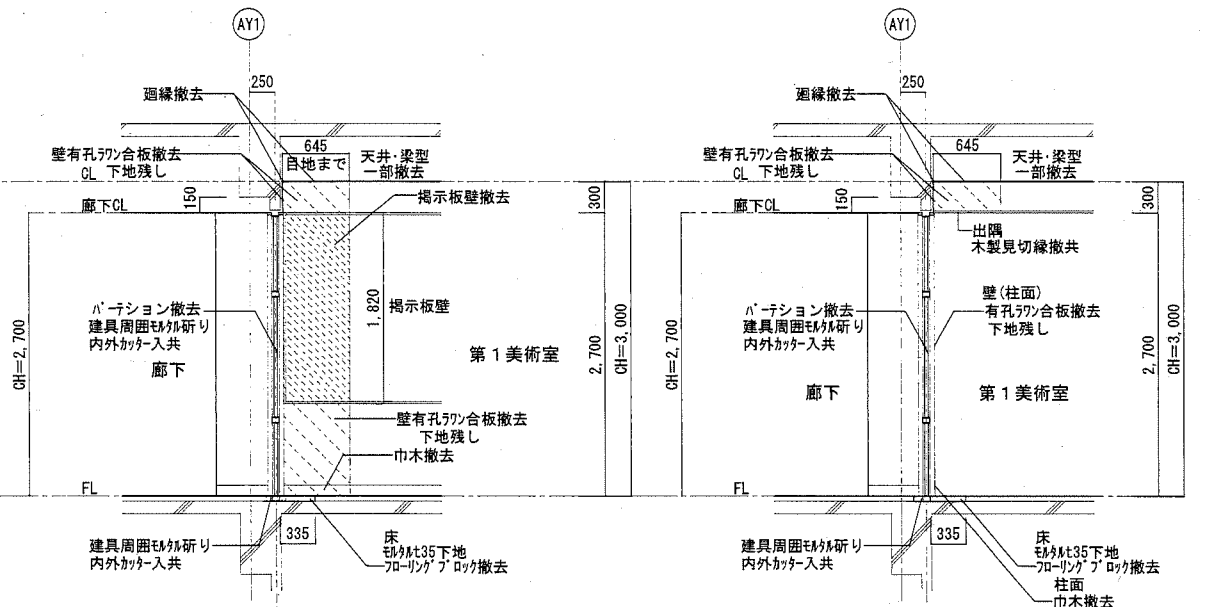 AY1
250
廻縁撤去
645
目地まで
壁有孔ﾗﾜﾝ合板撤去
下地残し
天井・梁型
一部撤去
CL
掲示板壁撤去
150
300
廊下CL
1,820
掲示板壁
パーテション撤去
建具周囲ﾓﾙﾀﾙ斫り
内外ｶｯﾀｰ入共
廊下
第１美術室
CH=2,700
2,700
CH=3,000
壁有孔ﾗﾜﾝ合板撤去
下地残し
巾木撤去
FL
335
建具周囲ﾓﾙﾀﾙ斫り
内外ｶｯﾀｰ入共
床
ﾓﾙﾀﾙt35下地
ﾌﾛｰﾘﾝｸﾞﾌﾞﾛｯｸ撤去
AY1
250
廻縁撤去
645
壁有孔ﾗﾜﾝ合板撤去
下地残し
天井・梁型
一部撤去
CL
150
300
廊下CL
出隅
木製見切縁撤共
壁(柱面)
有孔ﾗﾜﾝ合板撤去
下地残し
パーテション撤去
建具周囲ﾓﾙﾀﾙ斫り
内外ｶｯﾀｰ入共
廊下
第１美術室
CH=2,700
2,700
CH=3,000
FL
335
建具周囲ﾓﾙﾀﾙ斫り
内外ｶｯﾀｰ入共
床
ﾓﾙﾀﾙt35下地
ﾌﾛｰﾘﾝｸﾞﾌﾞﾛｯｸ撤去
柱面
巾木撤去